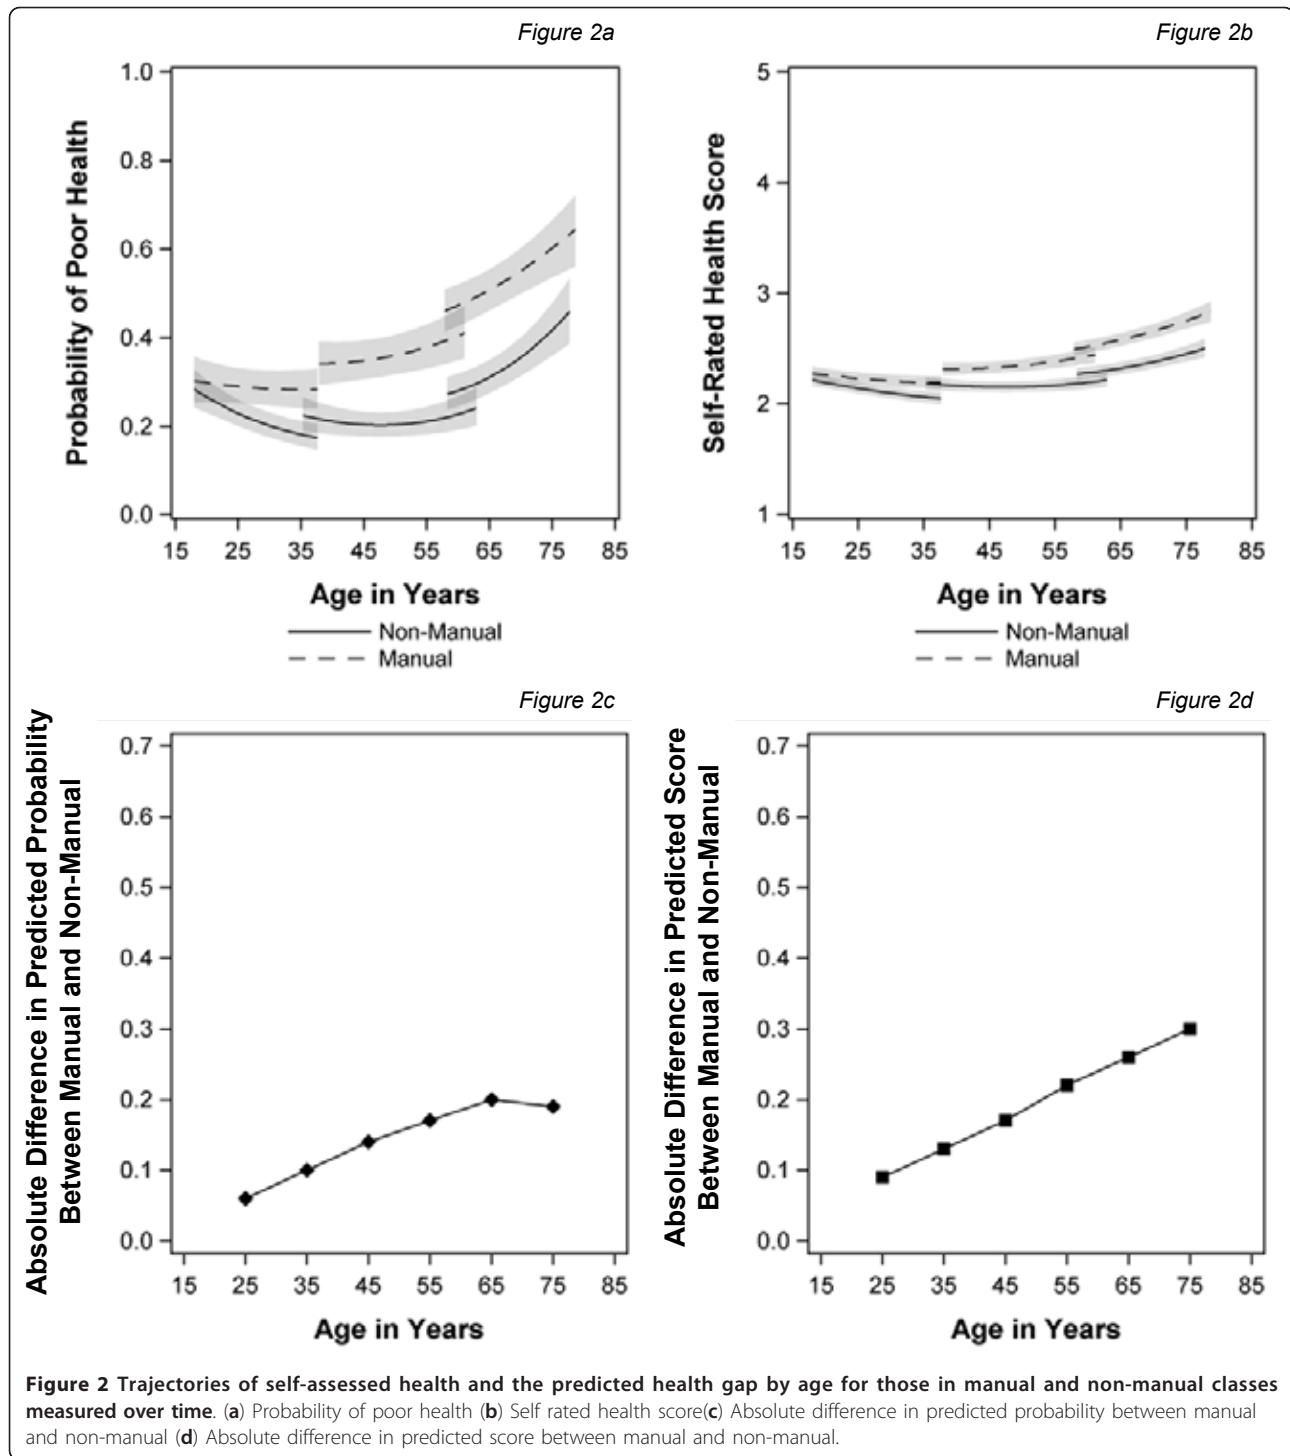 Figure 2a
Probability of Poor Health
1.0
0.8
0.6
0.4
0.2
0.0
15 25 35 45 55 65 75 85
Age in Years
Non-Manual
Manual
Figure 2b
Self-Rated Health Score
5
4
3
2
1
15 25 35 45 55 65 75 85
Age in Years
Non-Manual
Manual
Figure 2c
Absolute Difference in Predicted Probability
Between Manual and Non-Manual
0.7
0.6
0.5
0.4
0.3
0.2
0.1
0.0
15 25 35 45 55 65 75 85
Age in Years
Figure 2d
Absolute Difference in Predicted Score
Between Manual and Non-Manual
0.7
0.6
0.5
0.4
0.3
0.2
0.1
0.0
15 25 35 45 55 65 75 85
Age in Years
Figure 2 Trajectories of self-assessed health and the predicted health gap by age for those in manual and non-manual classes
measured over time. (a) Probability of poor health (b) Self rated health score(c) Absolute difference in predicted probability between manual
and non-manual (d) Absolute difference in predicted score between manual and non-manual.